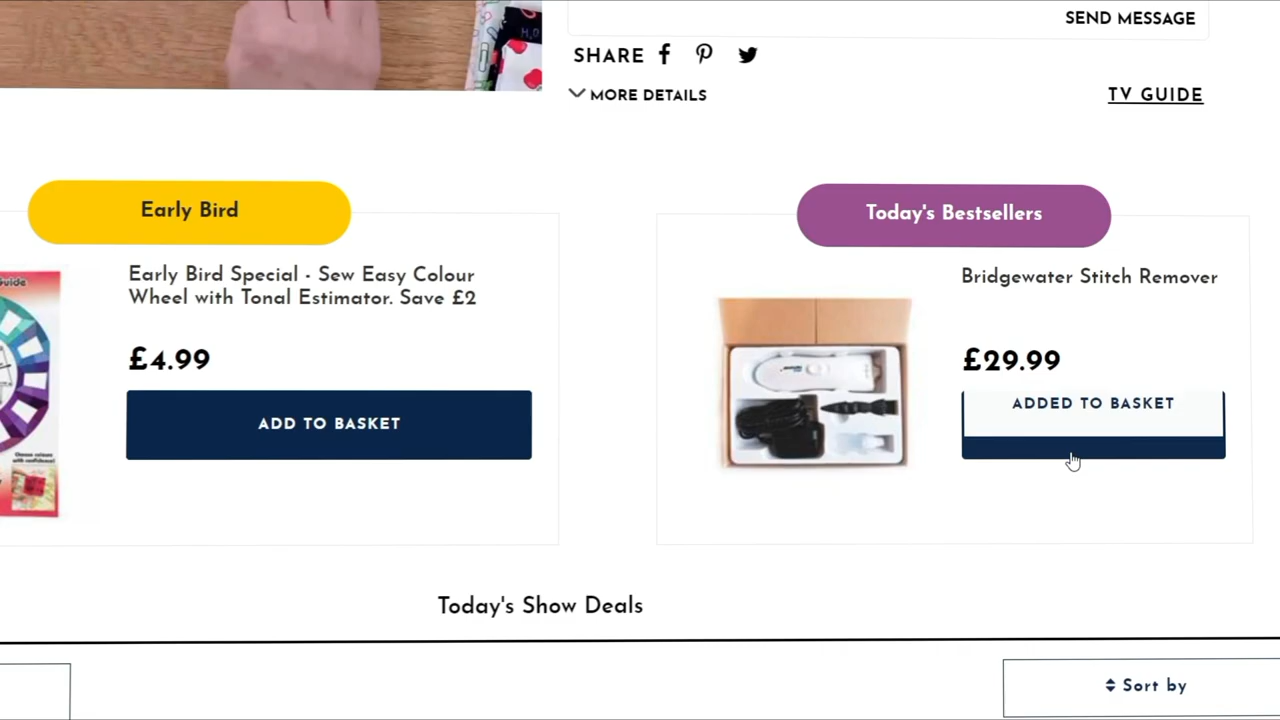 SEND MESSAGE
SHARE
MORE DETAILS
TV GUIDE
Early Bird
Today's Bestsellers
Guide
Early Bird Special - Sew Easy Colour
Wheel with Tonal Estimator. Save £2
£4.99
ADD TO BASKET
Bridgewater Stitch Remover
£29.99
ADDED TO BASKET
Today's Show Deals
Sort by